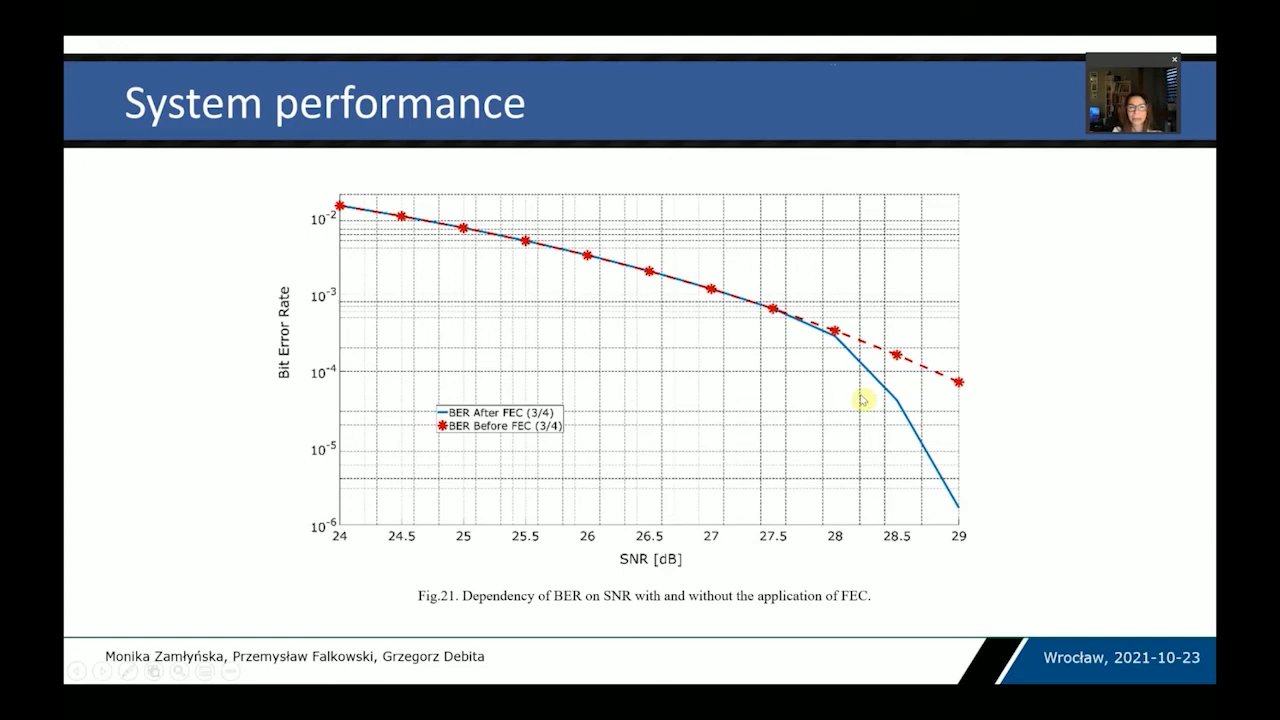 System performance
10-2
10-3
10-4
10-5
10-6
Bit Error Rate
BER After FEC (3/4)
BER Before FEC (3/4)
24 24.5 25 25.5 26 26.5 27 27.5 28 28.5 29
SNR [dB]
Fig.21. Dependency of BER on SNR with and without the application of FEC.
Monika Zamłyńska, Przemysław Falkowski, Grzegorz Debita
Wrocław, 2021-10-23